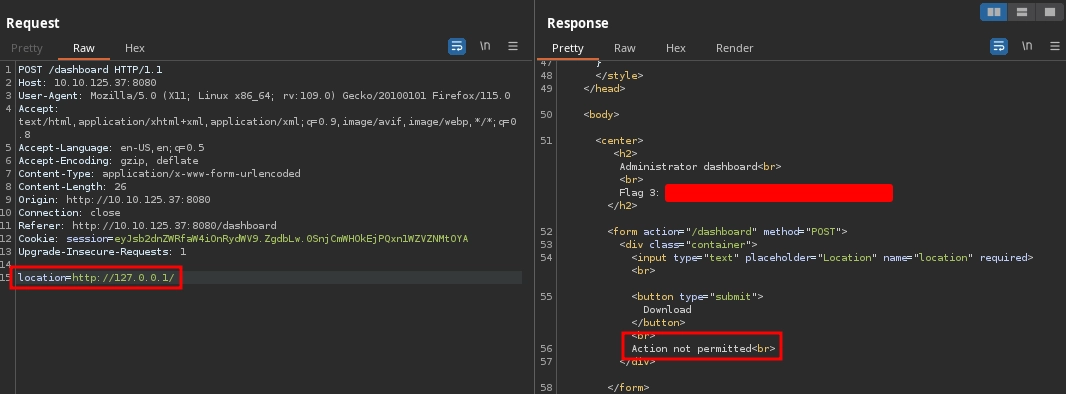 Request
Pretty Raw Hex
\n
1 POST /dashboard HTTP/1.1
2 Host: 10.10.125.37:8080
3 User-Agent: Mozilla/5.0 (X11; Linux x86_64; rv:109.0) Gecko/20100101 Firefox/115.0
4 Accept:
text/html,application/xhtml+xml,application/xml;q=0.9,image/avif,image/webp,*/*;q=0
.8
5 Accept-Language: en-US,en;q=0.5
6 Accept-Encoding: gzip, deflate
7 Content-Type: application/x-www-form-urlencoded
8 Content-Length: 26
9 Origin: http://10.10.125.37:8080
10 Connection: close
11 Referer: http://10.10.125.37:8080/dashboard
12 Cookie: session=eyJsb2dnZWRfaW4iOnRydWV9.ZgdbLw.0SnjCmWHOkEjPQxn1WZVZNMtOYA
13 Upgrade-Insecure-Requests: 1
14
15 location=http://127.0.0.1/
Response
Pretty Raw Hex Render
\n
47 }
48 </style>
49 </head>
50 <body>
51 <center>
<h2>
Administrator dashboard<br>
<br>
Flag 3:
</h2>
52 <form action="/dashboard" method="POST">
53 <div class="container">
54 <input type="text" placeholder="Location" name="location" required>
<br>
55 <button type="submit">
Download
</button>
<br>
56 Action not permitted<br>
57 </div>
58 </form>